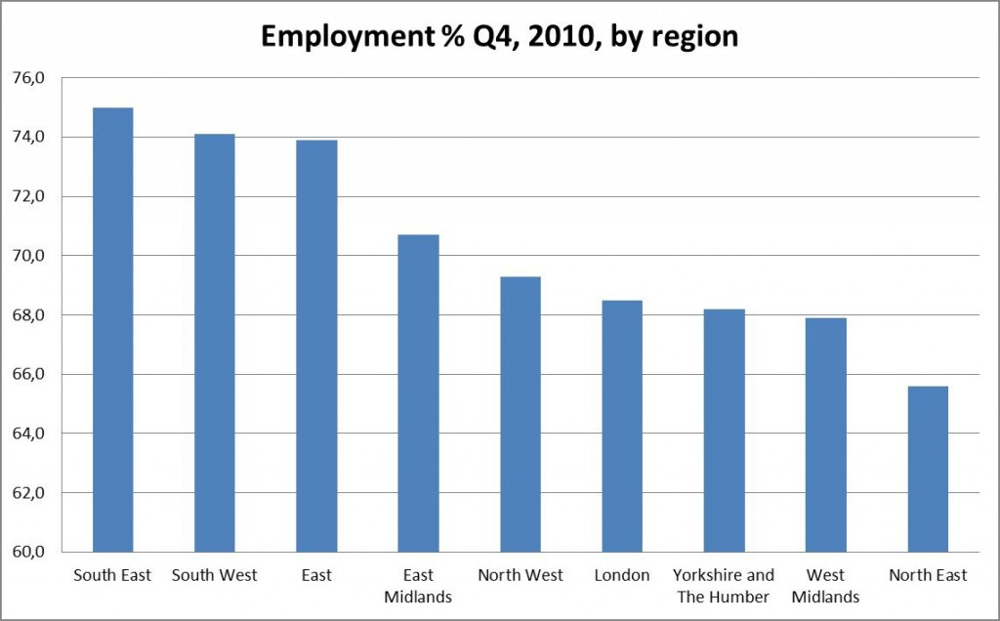 Employment % Q4, 2010, by region
76,0
74,0
72,0
70,0
68,0
66,0
64,0
62,0
60,0
South East
South West
East
East
Midlands
North West
London
Yorkshire and
The Humber
West
Midlands
North East